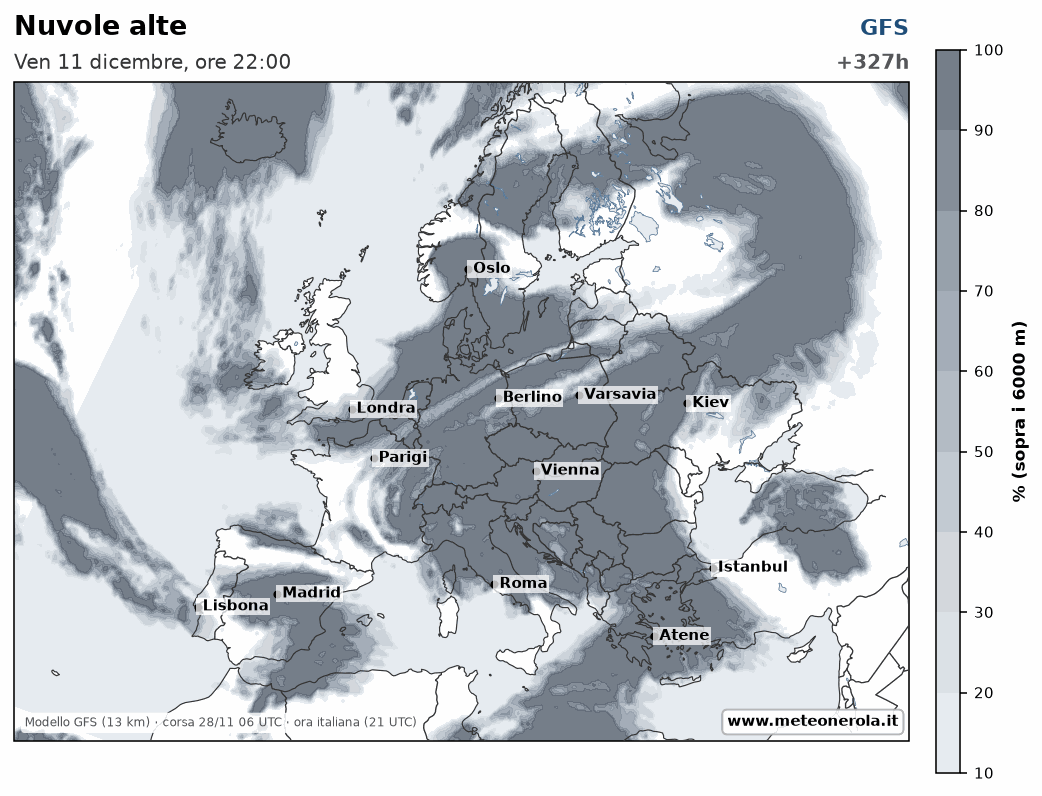 Nuvole alte
GFS
Ven 11 dicembre, ore 22:00
+327h
Oslo
Londra
Berlino
Varsavia
Kiev
Parigi
Vienna
Istanbul
Roma
Madrid
Lisbona
Atene
Modello GFS (13 km) · corsa 28/11 06 UTC · ora italiana (21 UTC)
www.meteonerola.it
100
90
80
70
60
50
40
30
20
10
% (sopra i 6000 m)